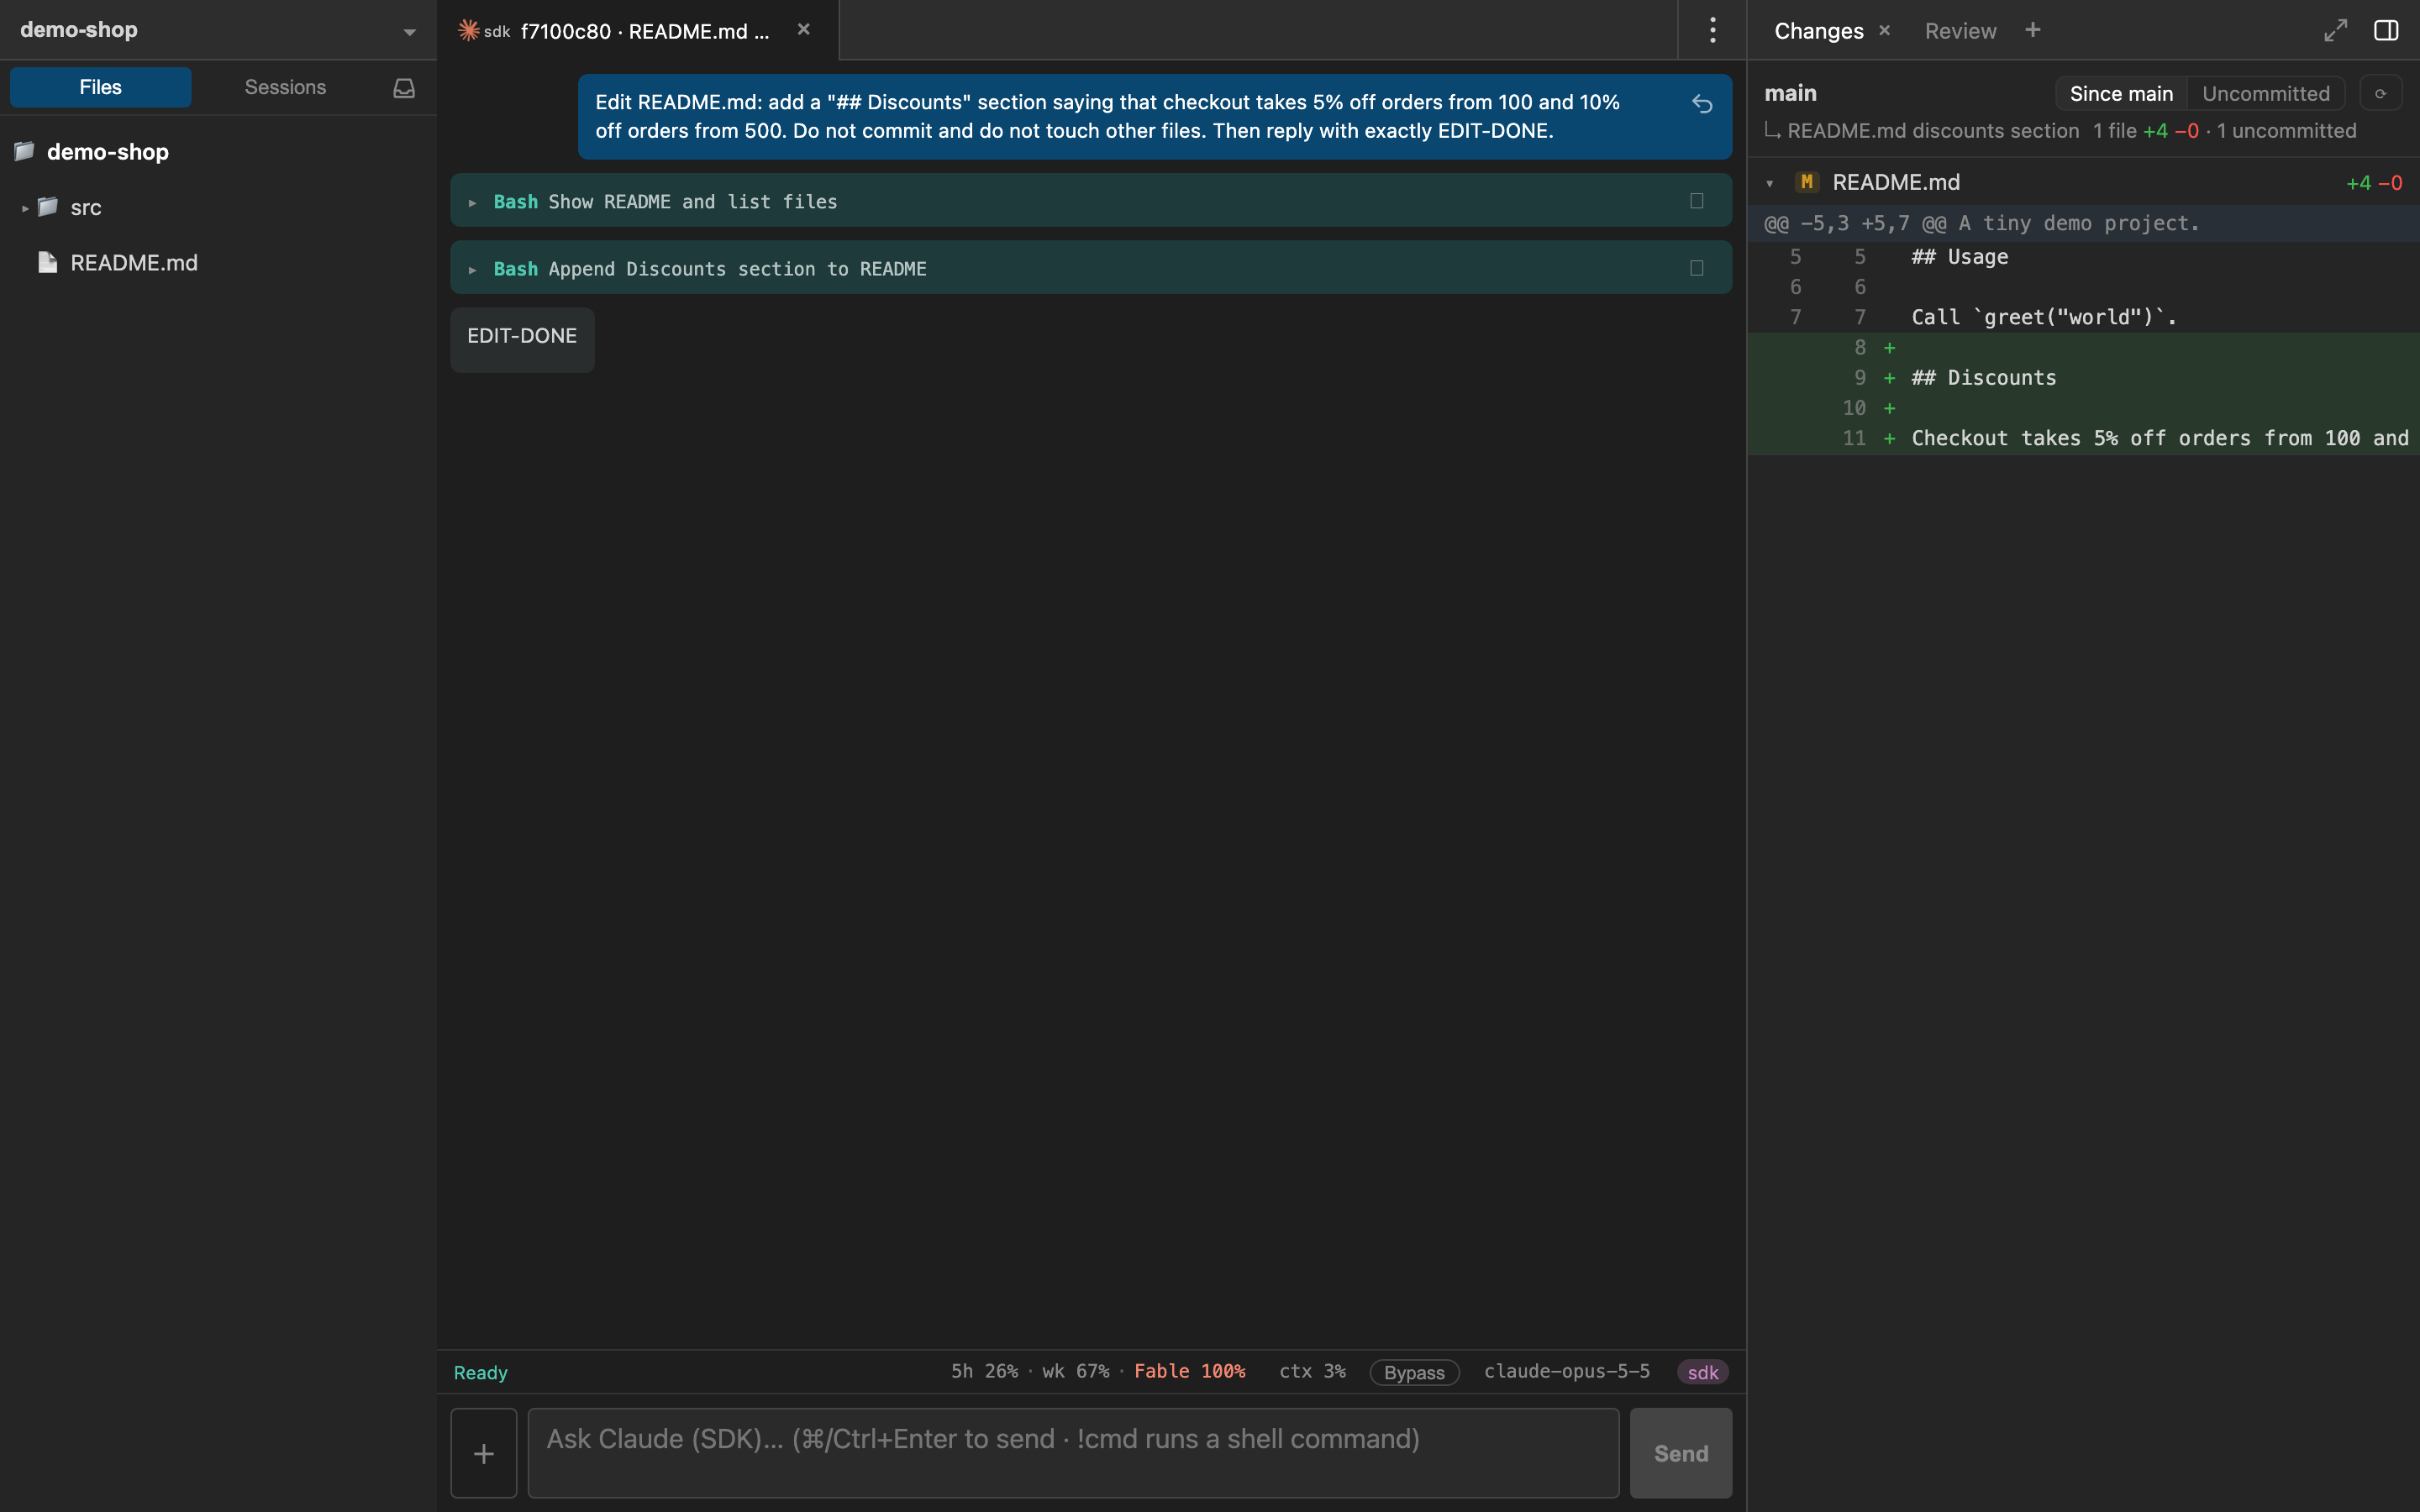 demo-shop
Files
Sessions
demo-shop
src
README.md
sdk f7100c80 · README.md ...
Edit README.md: add a "## Discounts" section saying that checkout takes 5% off orders from 100 and 10%
off orders from 500. Do not commit and do not touch other files. Then reply with exactly EDIT-DONE.
Bash Show README and list files
Bash Append Discounts section to README
EDIT-DONE
Ready
5h 26% · wk 67% · Fable 100% ctx 3% Bypass claude-opus-5-5 sdk
Ask Claude (SDK)... (⌘/Ctrl+Enter to send · !cmd runs a shell command)
Send
Changes
Review
main
Since main
Uncommitted
README.md discounts section 1 file +4 −0 · 1 uncommitted
M README.md +4 −0
@@ −5,3 +5,7 @@ A tiny demo project.
5 5 ## Usage
6 6
7 7 Call `greet("world")`.
8 +
9 + ## Discounts
10 +
11 + Checkout takes 5% off orders from 100 and